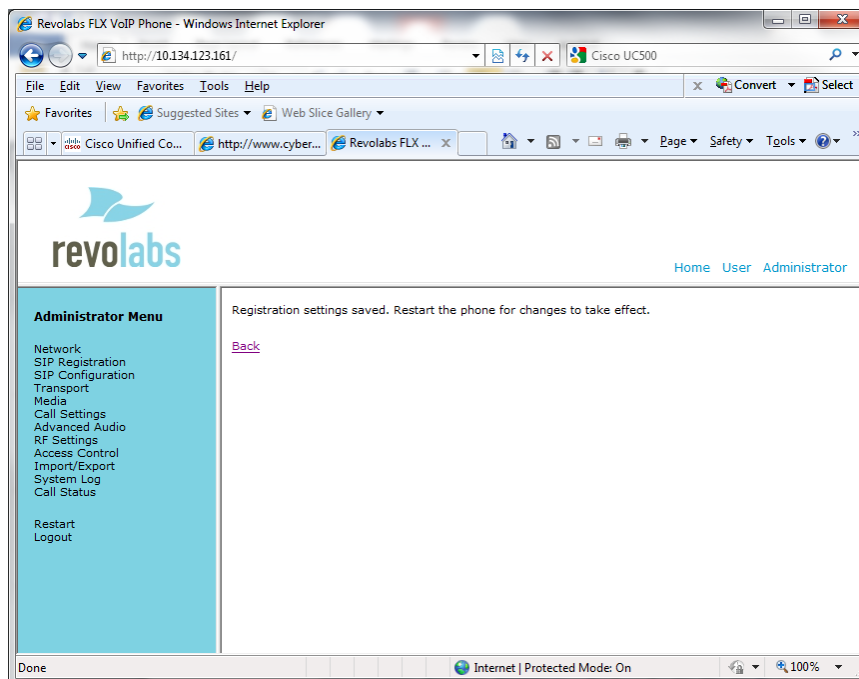 Revolabs FLX VoIP Phone - Windows Internet Explorer
http://10.134.123.161/
Cisco UC500
File Edit View Favorites Tools Help
x Convert Select
Favorites Suggested Sites Web Slice Gallery
cisco Cisco Unified Co... http://www.cyber... Revolabs FLX ... x Page Safety Tools »
revolabs
Home User Administrator
Administrator Menu
Network
SIP Registration
SIP Configuration
Transport
Media
Call Settings
Advanced Audio
RF Settings
Access Control
Import/Export
System Log
Call Status
Restart
Logout
Registration settings saved. Restart the phone for changes to take effect.
Back
Done Internet | Protected Mode: On 100%